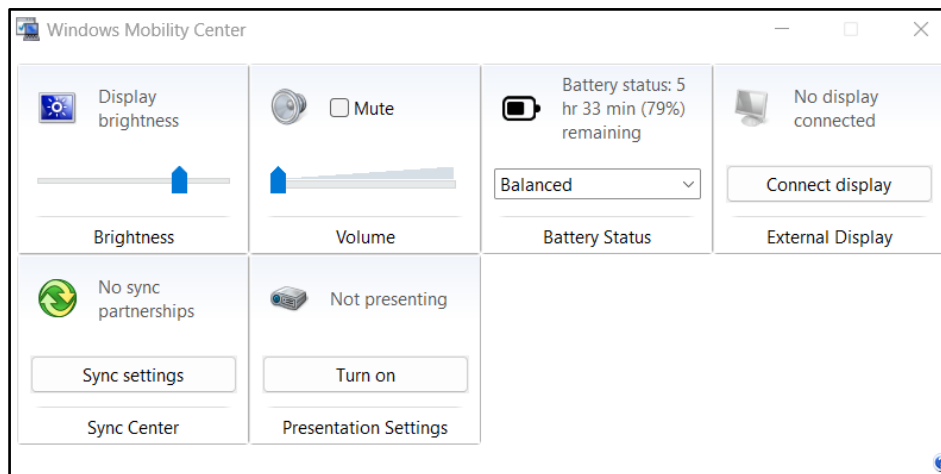 Windows Mobility Center
Display
brightness
Brightness
Mute
Volume
Battery status: 5
hr 33 min (79%)
remaining
Balanced
Battery Status
No display
connected
Connect display
External Display
No sync
partnerships
Sync settings
Sync Center
Not presenting
Turn on
Presentation Settings